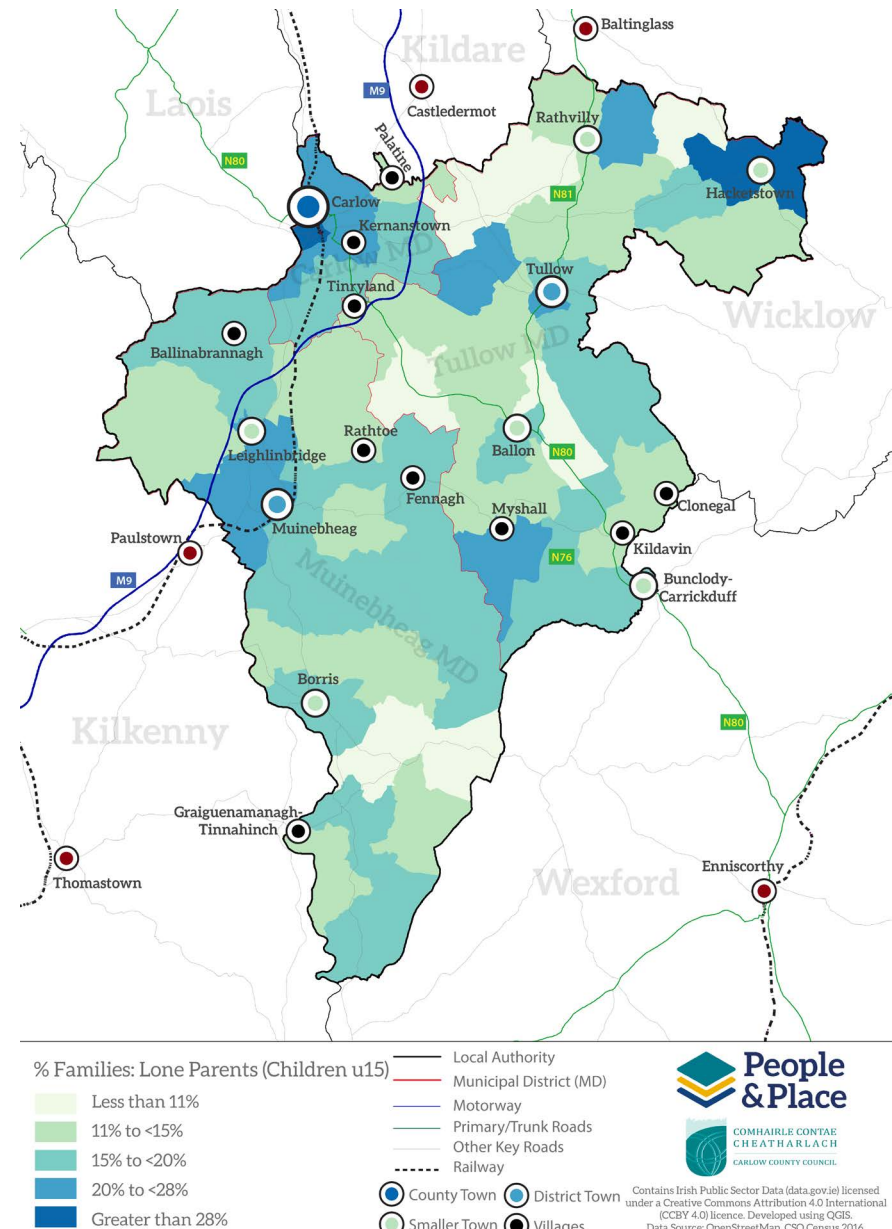 Baltinglass
Kildare
M9
Castledermot
Laois
Rathvilly
Palatine
N80
Hacketstown
Carlow
N81
Kernanstown
Carlow MD
Tullow
Tinryland
Wicklow
Ballinabrannagh
Tullow MD
Rathtoe
Ballon
Leighlinbridge
N80
Fennagh
Clonegal
Myshall
Muinebheag
Paulstown
Kildavin
N76
M9
Bunclody-
Carrickduff
Muinebheag MD
Borris
Kilkenny
N80
Graiguenamanagh-
Tinnahinch
Enniscorthy
Wexford
Thomastown
% Families: Lone Parents (Children u15)
Less than 11%
11% to <15%
15% to <20%
20% to <28%
Greater than 28%
Local Authority
Municipal District (MD)
Motorway
Primary/Trunk Roads
Other Key Roads
Railway
County Town
District Town
Smaller Town
Villages
People
&Place
COMHAIRLE CONTAE
CHEATHARLACH
CARLOW COUNTY COUNCIL
Contains Irish Public Sector Data (data.gov.ie) licensed
under a Creative Commons Attribution 4.0 International
(CCBY 4.0) licence. Developed using QGIS.
Data Source: OpenStreetMap, CSO Census 2016